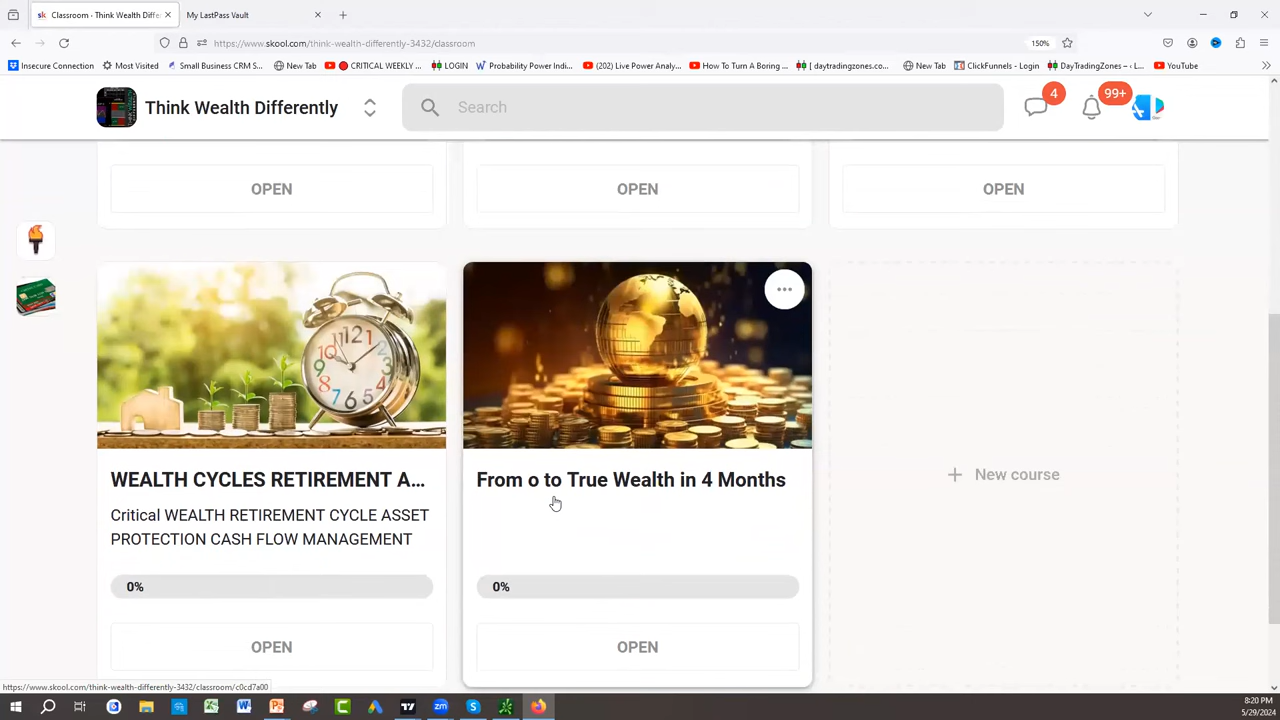 Classroom - Think Wealth Diffe
My LastPass Vault
https://www.skool.com/think-wealth-differently-3432/classroom
150%
Insecure Connection
Most Visited
Small Business CRM S...
New Tab
CRITICAL WEEKLY ...
LOGIN
Probability Power Indi...
(202) Live Power Analy...
How To Turn A Boring ...
[ daytradingzones.co...
New Tab
ClickFunnels - Login
DayTradingZones – ‹ L...
YouTube
Think Wealth Differently
Search
4
99+
OPEN
OPEN
OPEN
WEALTH CYCLES RETIREMENT A...
Critical WEALTH RETIREMENT CYCLE ASSET
PROTECTION CASH FLOW MANAGEMENT
0%
OPEN
From o to True Wealth in 4 Months
0%
OPEN
+ New course
https://www.skool.com/think-wealth-differently-3432/classroom/c0cd7a00
8:20 PM
5/29/2024